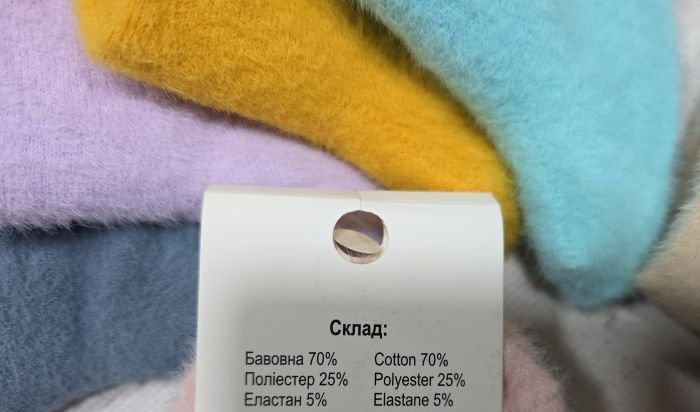 Склад:
Бавовна 70% Cotton 70%
Поліестер 25% Polyester 25%
Еластан 5% Elastane 5%